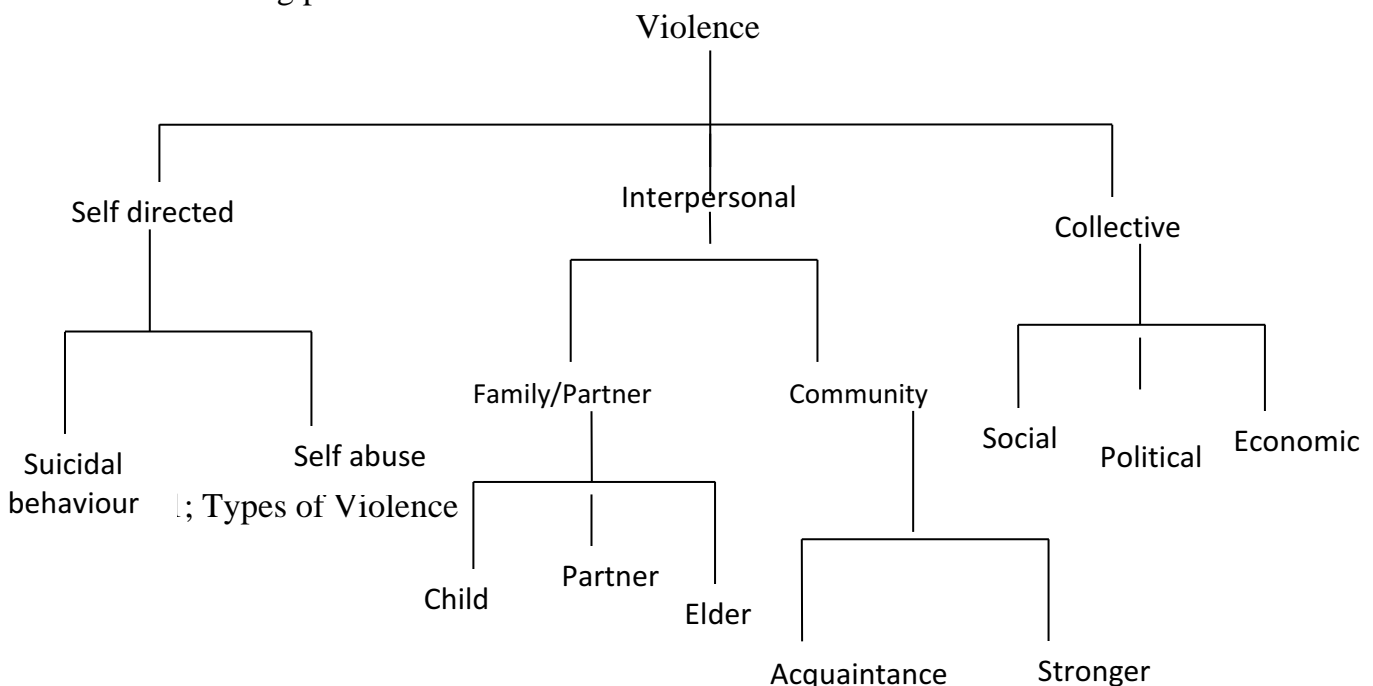 Violence
Self directed
Interpersonal
Collective
Family/Partner
Community
Social
Political
Economic
Suicidal
behaviour
Self abuse
; Types of Violence
Child
Partner
Elder
Acquaintance
Stronger